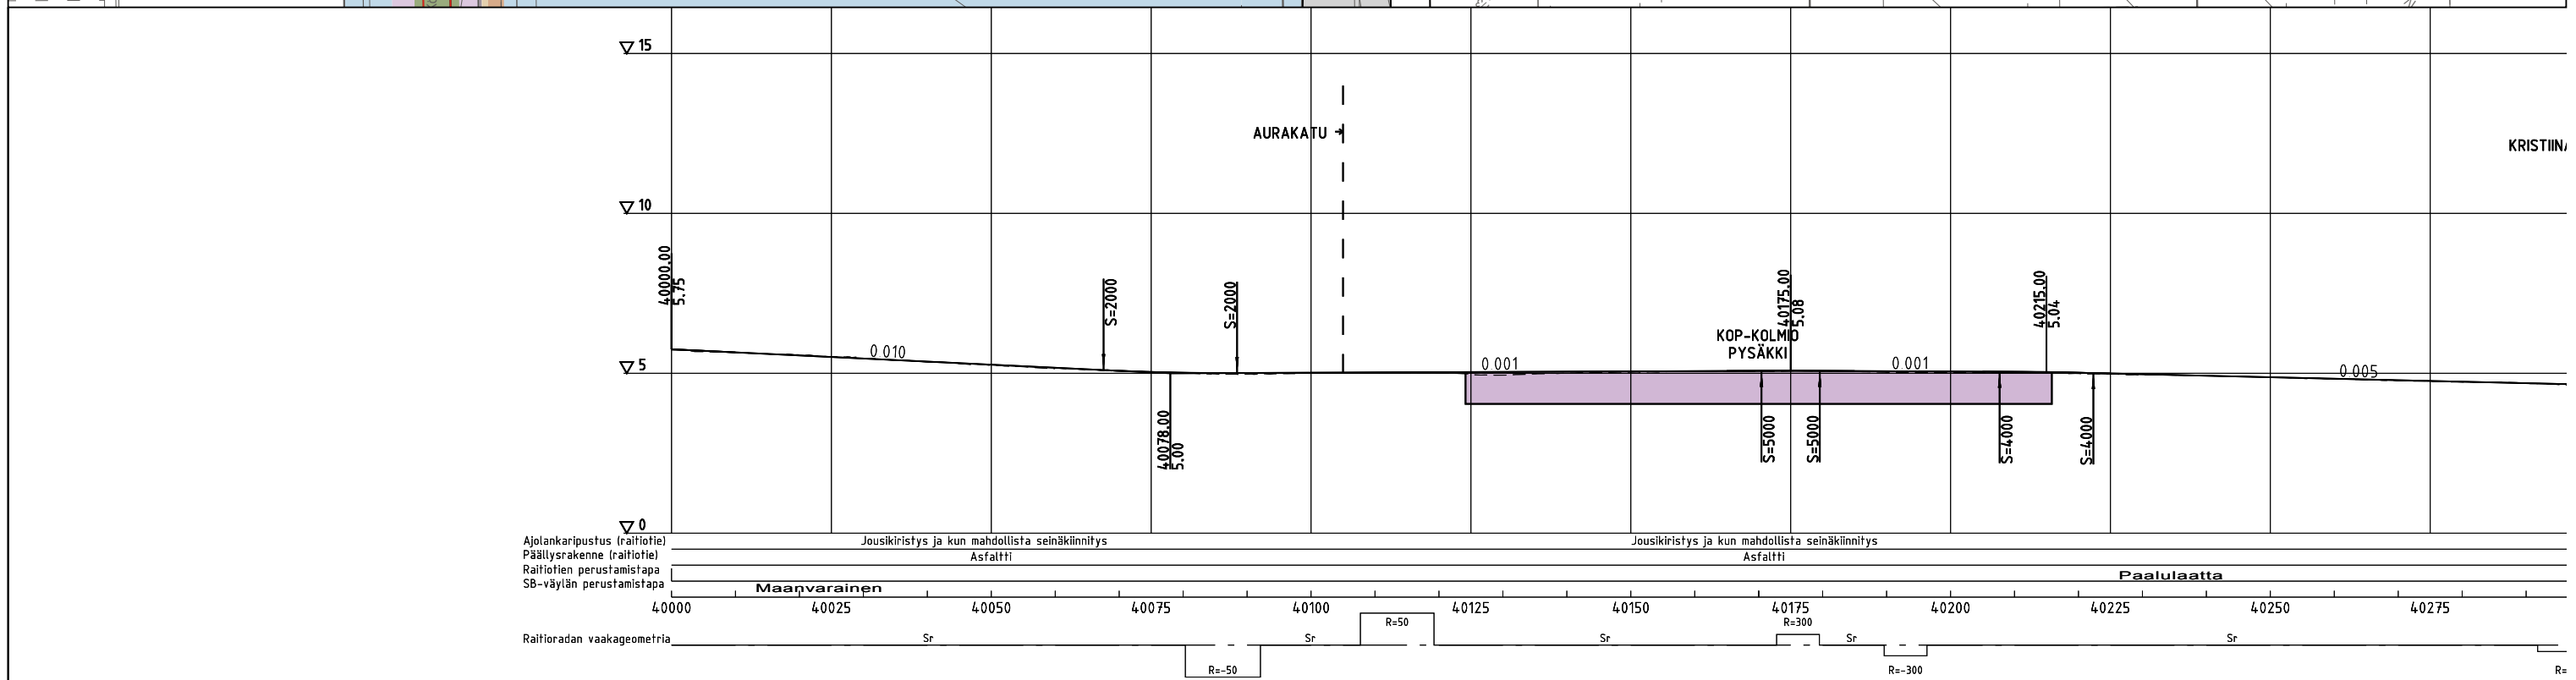 15
AURAKATU
KRISTIINA
10
40000.00
5.75
S=2000
S=2000
40175.00
5.08
40215.00
5.04
KOP-KOLMIO
PYSÄKKI
0 010
0 001
0 001
0 005
5
40078.00
5.00
S=5000
S=5000
S=4000
S=4000
0
Ajolankaripustus (raitiotie) Jousikiristys ja kun mahdollista seinäkiinnitys Jousikiristys ja kun mahdollista seinäkiinnitys
Päällysrakenne (raitiotie) Asfaltti Asfaltti
Raitiotien perustamistapa
Paalulaatta
SB-väylän perustamistapa
Maanvarainen
40000 40025 40050 40075 40100 40125 40150 40175 40200 40225 40250 40275
R=50 R=300
Raitioradan vaakageometria Sr Sr Sr Sr Sr
R=-50 R=-300 R=